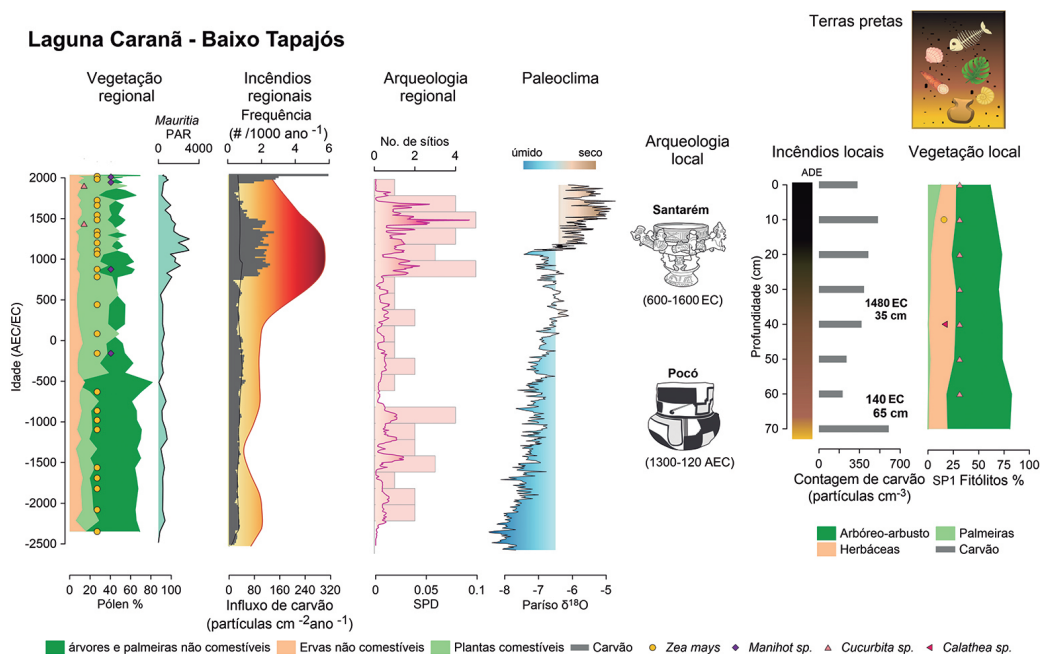 Laguna Caranã - Baixo Tapajós
Vegetação
regional
Mauritia
PAR
0 4000
Incêndios
regionais
Frequência
(# /1000 ano -1)
0 2 4 6
Arqueologia
regional
No. de sítios
0 2 4
Paleoclima
úmido seco
Arqueologia
local
Santarém
(600-1600 EC)
Pocó
(1300-120 AEC)
Terras pretas
Incêndios locais
ADE
Vegetação local
Idade (AEC/EC)
2000
1500
1000
500
0
-500
-1000
-1500
-2000
-2500
0 20 40 60 80 100
Pólen %
0 80 160 240 320
Influxo de carvão
(partículas cm -2 ano -1)
0 0.05 0.1
SPD
-8 -7 -6 -5
Paríso δ18O
Profundidade (cm)
0
10
20
30
40
50
60
70
1480 EC
35 cm
140 EC
65 cm
0 350 700
Contagem de carvão
(partículas cm-3)
0 25 50 75 100
SP1 Fitólitos %
Arbóreo-arbusto Palmeiras
Herbáceas Carvão
árvores e palmeiras não comestíveis Ervas não comestíveis Plantas comestíveis Carvão Zea mays Manihot sp. Cucurbita sp. Calathea sp.